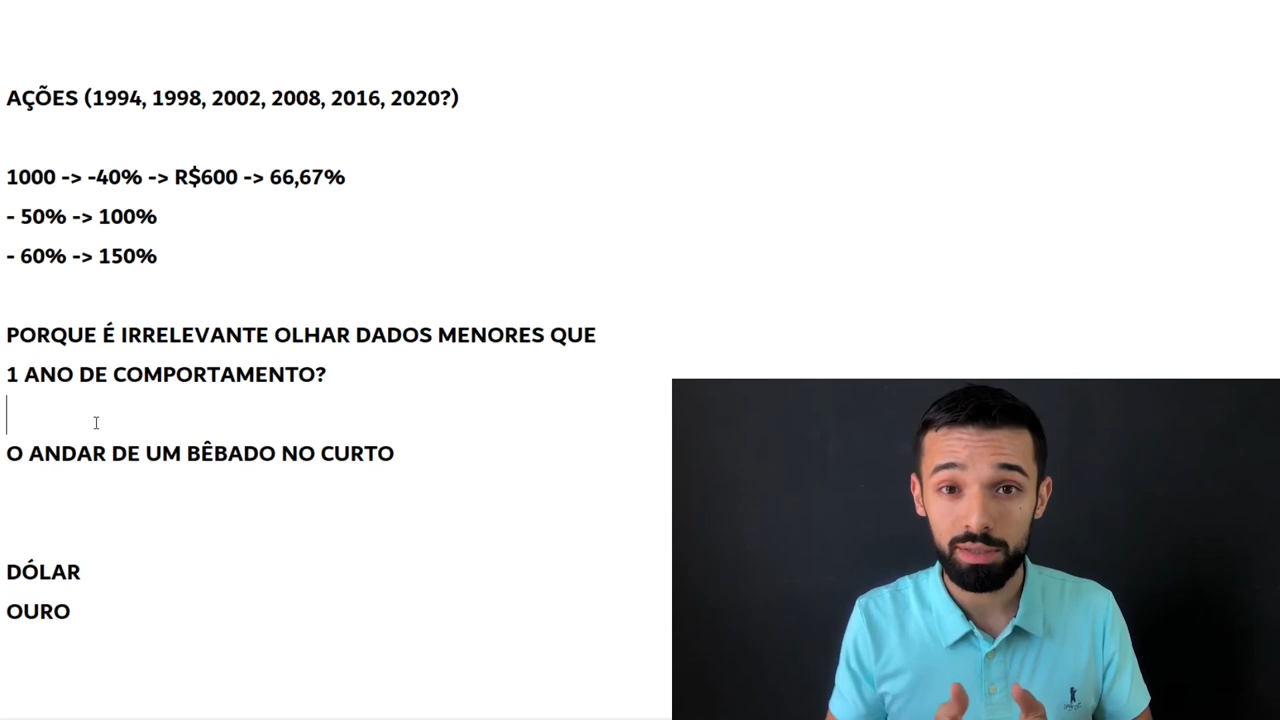 AÇÕES (1994, 1998, 2002, 2008, 2016, 2020?)
1000 -> -40% -> R$600 -> 66,67%
- 50% -> 100%
- 60% -> 150%
PORQUE É IRRELEVANTE OLHAR DADOS MENORES QUE
1 ANO DE COMPORTAMENTO?
O ANDAR DE UM BÊBADO NO CURTO
DÓLAR
OURO